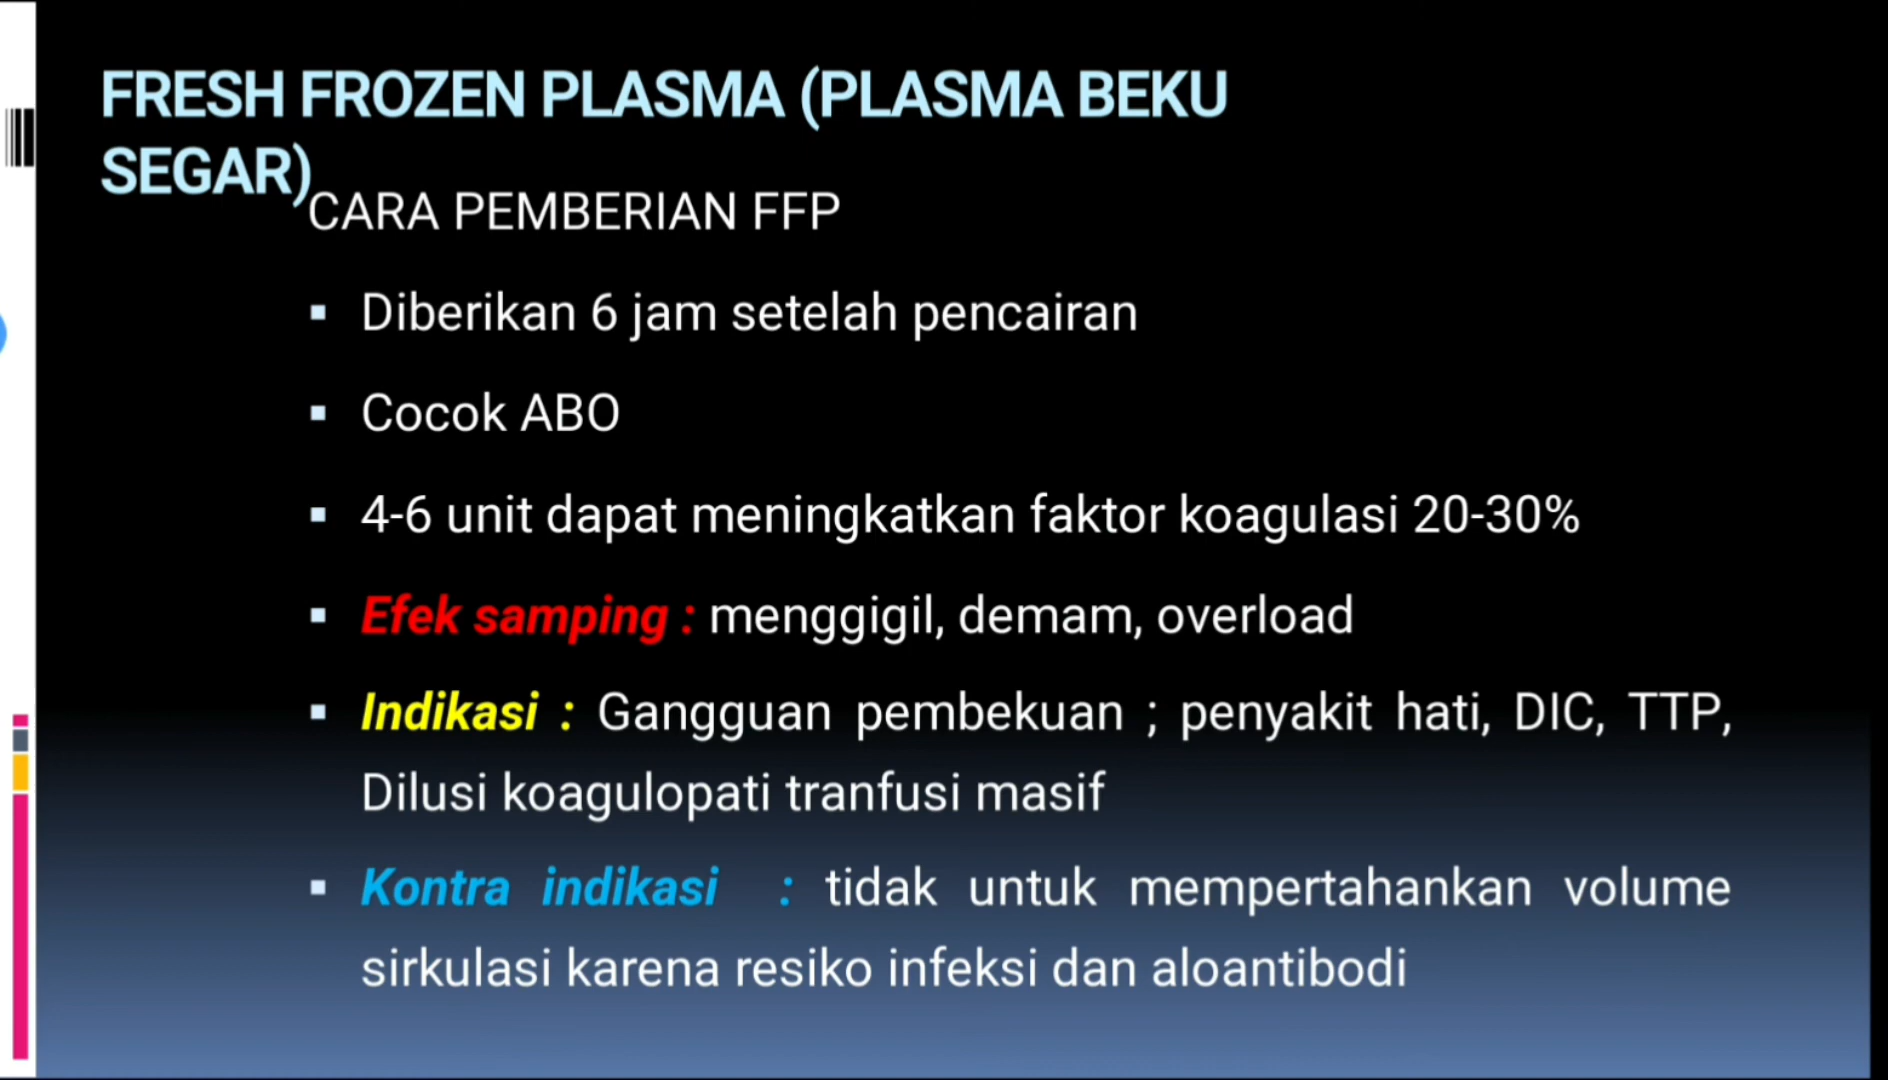 FRESH FROZEN PLASMA (PLASMA BEKU
SEGAR)
CARA PEMBERIAN FFP
▪ Diberikan 6 jam setelah pencairan
▪ Cocok ABO
▪ 4-6 unit dapat meningkatkan faktor koagulasi 20-30%
▪ Efek samping : menggigil, demam, overload
▪ Indikasi : Gangguan pembekuan ; penyakit hati, DIC, TTP,
Dilusi koagulopati tranfusi masif
▪ Kontra indikasi : tidak untuk mempertahankan volume
sirkulasi karena resiko infeksi dan aloantibodi